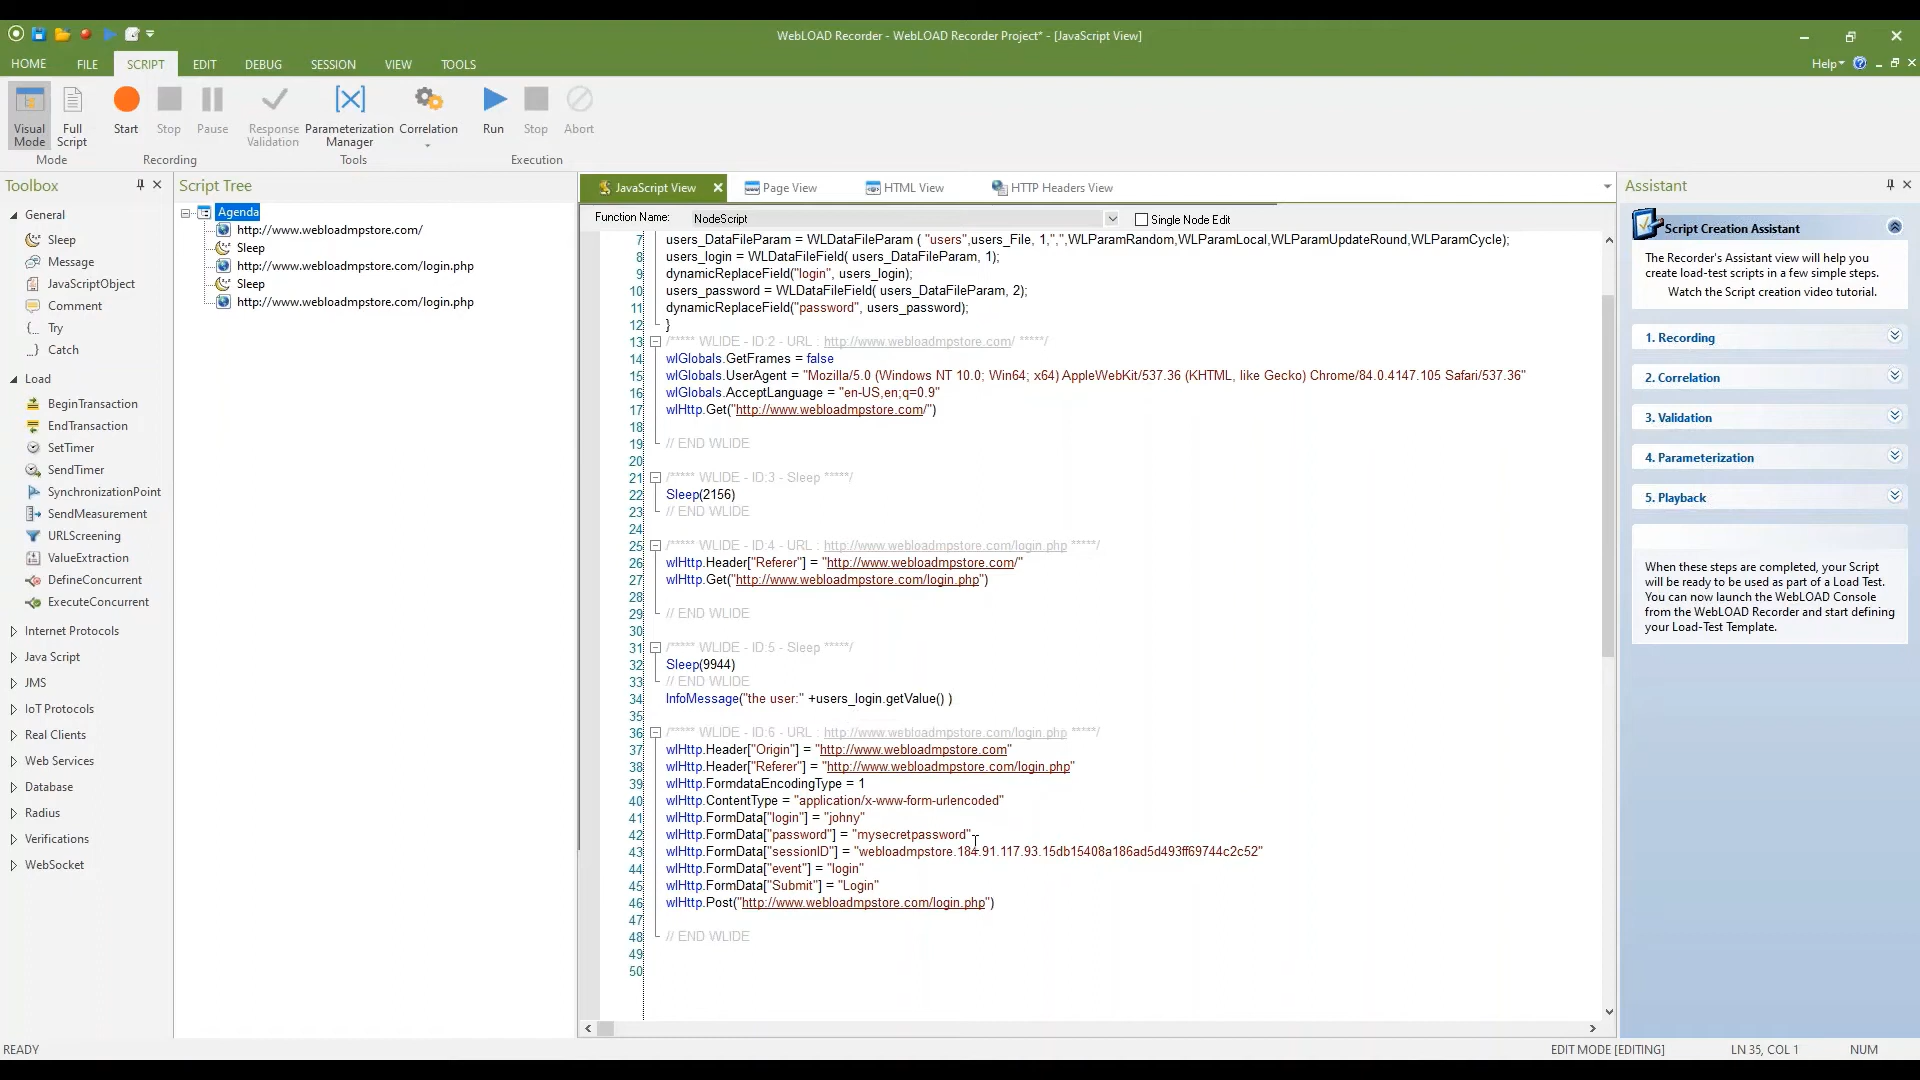 WebLOAD Recorder - WebLOAD Recorder Project* - [JavaScript View]
HOME FILE SCRIPT EDIT DEBUG SESSION VIEW TOOLS
Help
Visual Mode
Full Script
Start
Stop
Pause
Response Validation
Parameterization Manager
Correlation
Run
Stop
Abort
Mode
Recording
Tools
Execution
Toolbox
General
Sleep
Message
JavaScriptObject
Comment
Try
Catch
Load
BeginTransaction
EndTransaction
SetTimer
SendTimer
SynchronizationPoint
SendMeasurement
URLScreening
ValueExtraction
DefineConcurrent
ExecuteConcurrent
Internet Protocols
Java Script
JMS
IoT Protocols
Real Clients
Web Services
Database
Radius
Verifications
WebSocket
Script Tree
Agenda
http://www.webloadmpstore.com/
Sleep
http://www.webloadmpstore.com/login.php
Sleep
http://www.webloadmpstore.com/login.php
JavaScript View
Page View
HTML View
HTTP Headers View
Function Name: NodeScript Single Node Edit
7 users_DataFileParam = WLDataFileParam ( "users",users_File, 1,",",WLParamRandom,WLParamLocal,WLParamUpdateRound,WLParamCycle);
8 users_login = WLDataFileField( users_DataFileParam, 1);
9 dynamicReplaceField("login", users_login);
10 users_password = WLDataFileField( users_DataFileParam, 2);
11 dynamicReplaceField("password", users_password);
12 }
13 /***** WLIDE - ID:2 - URL : http://www.webloadmpstore.com/ *****/
14 wlGlobals.GetFrames = false
15 wlGlobals.UserAgent = "Mozilla/5.0 (Windows NT 10.0; Win64; x64) AppleWebKit/537.36 (KHTML, like Gecko) Chrome/84.0.4147.105 Safari/537.36"
16 wlGlobals.AcceptLanguage = "en-US,en;q=0.9"
17 wlHttp.Get("http://www.webloadmpstore.com/")
18
19 // END WLIDE
20
21 /***** WLIDE - ID:3 - Sleep *****/
22 Sleep(2156)
23 // END WLIDE
24
25 /***** WLIDE - ID:4 - URL : http://www.webloadmpstore.com/login.php *****/
26 wlHttp.Header["Referer"] = "http://www.webloadmpstore.com/"
27 wlHttp.Get("http://www.webloadmpstore.com/login.php")
28
29 // END WLIDE
30
31 /***** WLIDE - ID:5 - Sleep *****/
32 Sleep(9944)
33 // END WLIDE
34 InfoMessage("the user:" +users_login.getValue() )
35
36 /***** WLIDE - ID:6 - URL : http://www.webloadmpstore.com/login.php *****/
37 wlHttp.Header["Origin"] = "http://www.webloadmpstore.com"
38 wlHttp.Header["Referer"] = "http://www.webloadmpstore.com/login.php"
39 wlHttp.FormdataEncodingType = 1
40 wlHttp.ContentType = "application/x-www-form-urlencoded"
41 wlHttp.FormData["login"] = "johny"
42 wlHttp.FormData["password"] = "mysecretpassword"
43 wlHttp.FormData["sessionID"] = "webloadmpstore.184.91.117.93.15db15408a186ad5d493ff69744c2c52"
44 wlHttp.FormData["event"] = "login"
45 wlHttp.FormData["Submit"] = "Login"
46 wlHttp.Post("http://www.webloadmpstore.com/login.php")
47
48 // END WLIDE
49
50
Assistant
Script Creation Assistant
The Recorder's Assistant view will help you
create load-test scripts in a few simple steps.
Watch the Script creation video tutorial.
1. Recording
2. Correlation
3. Validation
4. Parameterization
5. Playback
When these steps are completed, your Script
will be ready to be used as part of a Load Test.
You can now launch the WebLOAD Console
from the WebLOAD Recorder and start defining
your Load-Test Template.
READY
EDIT MODE [EDITING] LN 35, COL 1 NUM